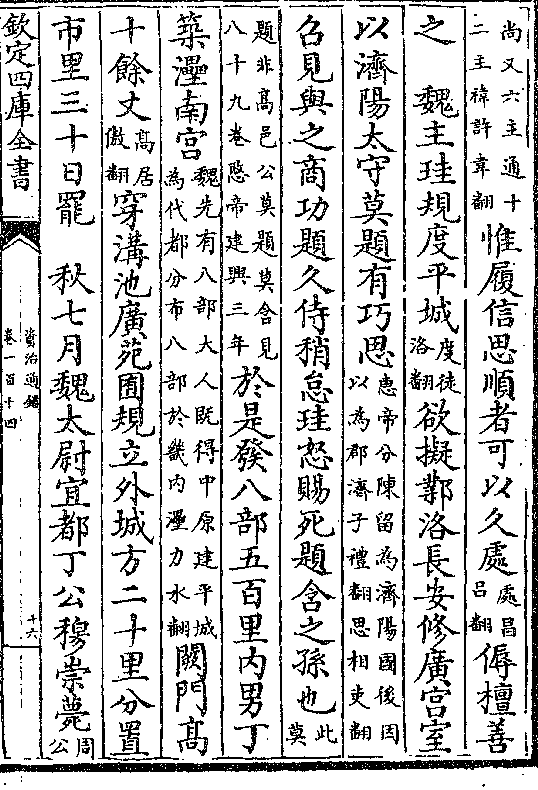 尚又六主通十二主禕許韋翻惟履信思順者可以久處處昌吕翻傉檀善
之　魏主珪規度平城度徒洛翻欲擬鄴洛長安修廣宫室
以濟陽太守莫題有巧思惠帝分陳留為濟陽國後因以為郡濟子禮翻思相吏翻
召見與之商功題久侍稍怠珪怒賜死題含之孫也此莫
題非髙邑公莫題莫含見八十九卷愍帝建興三年於是發八部五百里内男丁
築灅南宫魏先有八部大人既得中原建平城為代都分布八部於畿内灅力水翻闕門髙
十餘丈髙居傲翻穿溝池廣苑囿規立外城方二十里分置
市里三十日罷　秋七月魏太尉宜都丁公穆崇薨周公
欽定四庫全書
資治通鑑
卷一百十四
十六